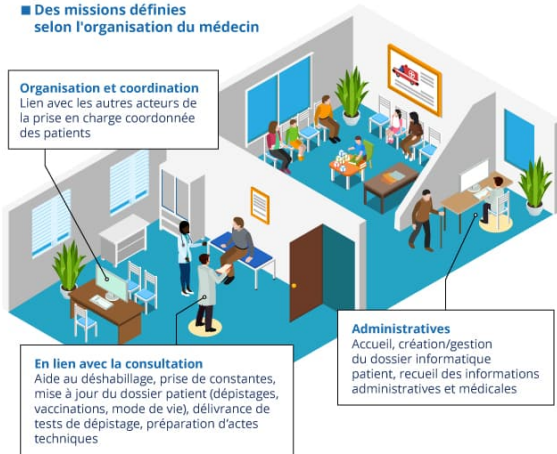 ■ Des missions définies
selon l'organisation du médecin
Organisation et coordination
Lien avec les autres acteurs de
la prise en charge coordonnée
des patients
En lien avec la consultation
Aide au déshabillage, prise de constantes,
mise à jour du dossier patient (dépistages,
vaccinations, mode de vie), délivrance de
tests de dépistage, préparation d'actes
techniques
Administratives
Accueil, création/gestion
du dossier informatique
patient, recueil des informations
administratives et médicales